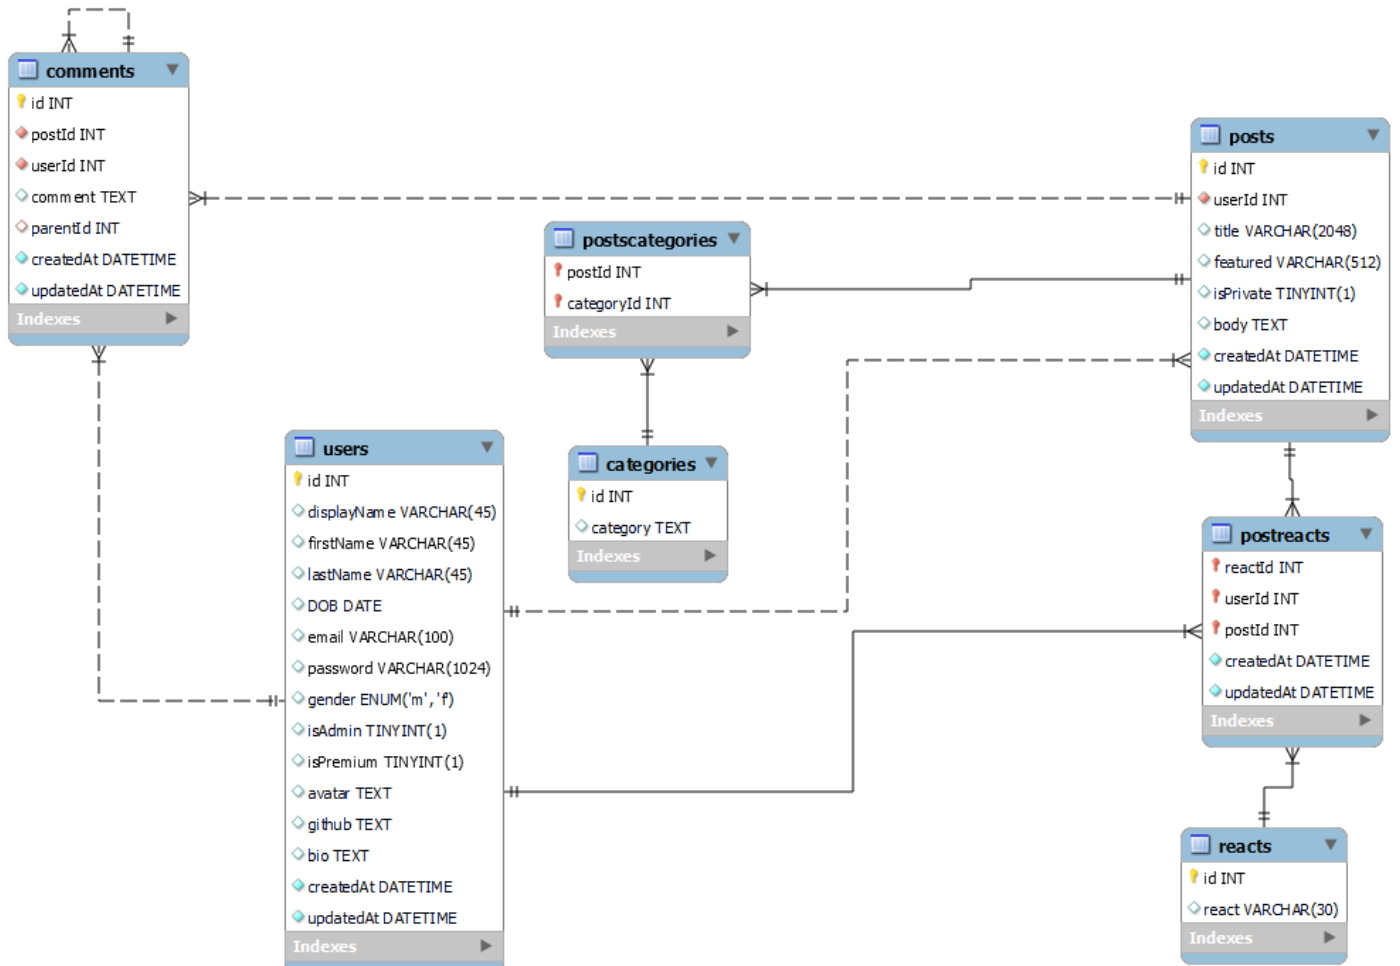 comments
id INT
postId INT
userId INT
comment TEXT
parentId INT
createdAt DATETIME
updatedAt DATETIME
Indexes
posts
id INT
userId INT
title VARCHAR(2048)
featured VARCHAR(512)
isPrivate TINYINT(1)
body TEXT
createdAt DATETIME
updatedAt DATETIME
Indexes
postscategories
postId INT
categoryId INT
Indexes
users
id INT
displayName VARCHAR(45)
firstName VARCHAR(45)
lastName VARCHAR(45)
DOB DATE
email VARCHAR(100)
password VARCHAR(1024)
gender ENUM('m','f')
isAdmin TINYINT(1)
isPremium TINYINT(1)
avatar TEXT
github TEXT
bio TEXT
createdAt DATETIME
updatedAt DATETIME
Indexes
categories
id INT
category TEXT
Indexes
postreacts
reactId INT
userId INT
postId INT
createdAt DATETIME
updatedAt DATETIME
Indexes
reacts
id INT
react VARCHAR(30)
Indexes